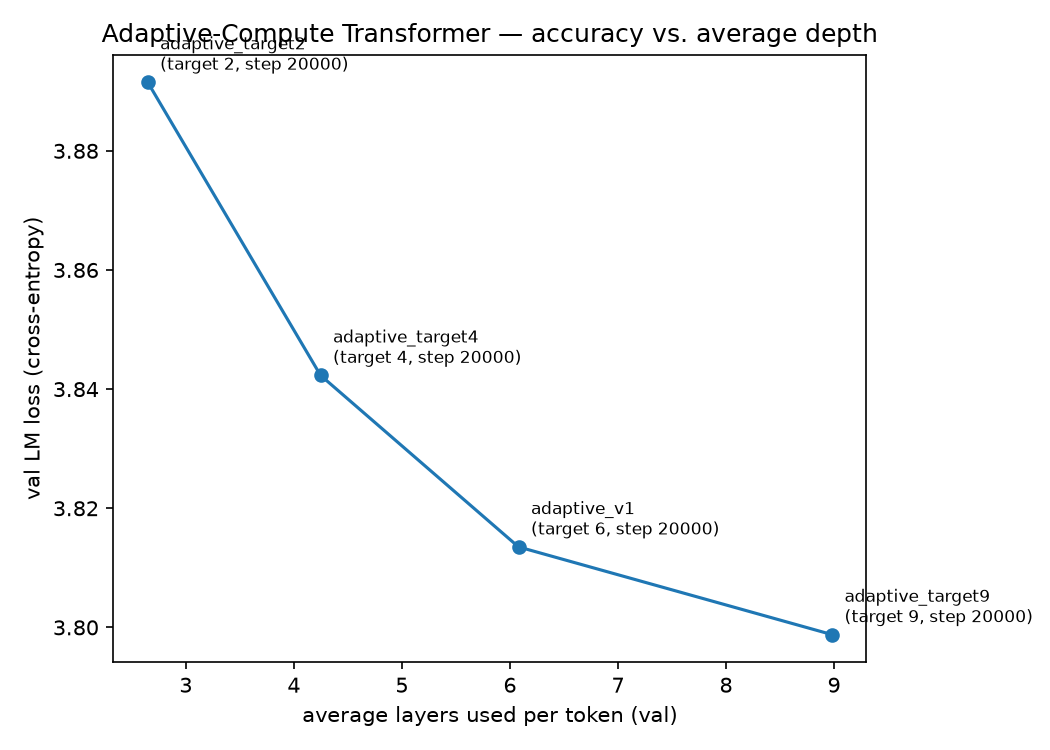 Adaptive-Compute Transformer — accuracy vs. average depth
adaptive_target2
(target 2, step 20000)
3.88
3.86
adaptive_target4
(target 4, step 20000)
3.84
3.82
adaptive_v1
(target 6, step 20000)
adaptive_target9
(target 9, step 20000)
3.80
val LM loss (cross-entropy)
3 4 5 6 7 8 9
average layers used per token (val)